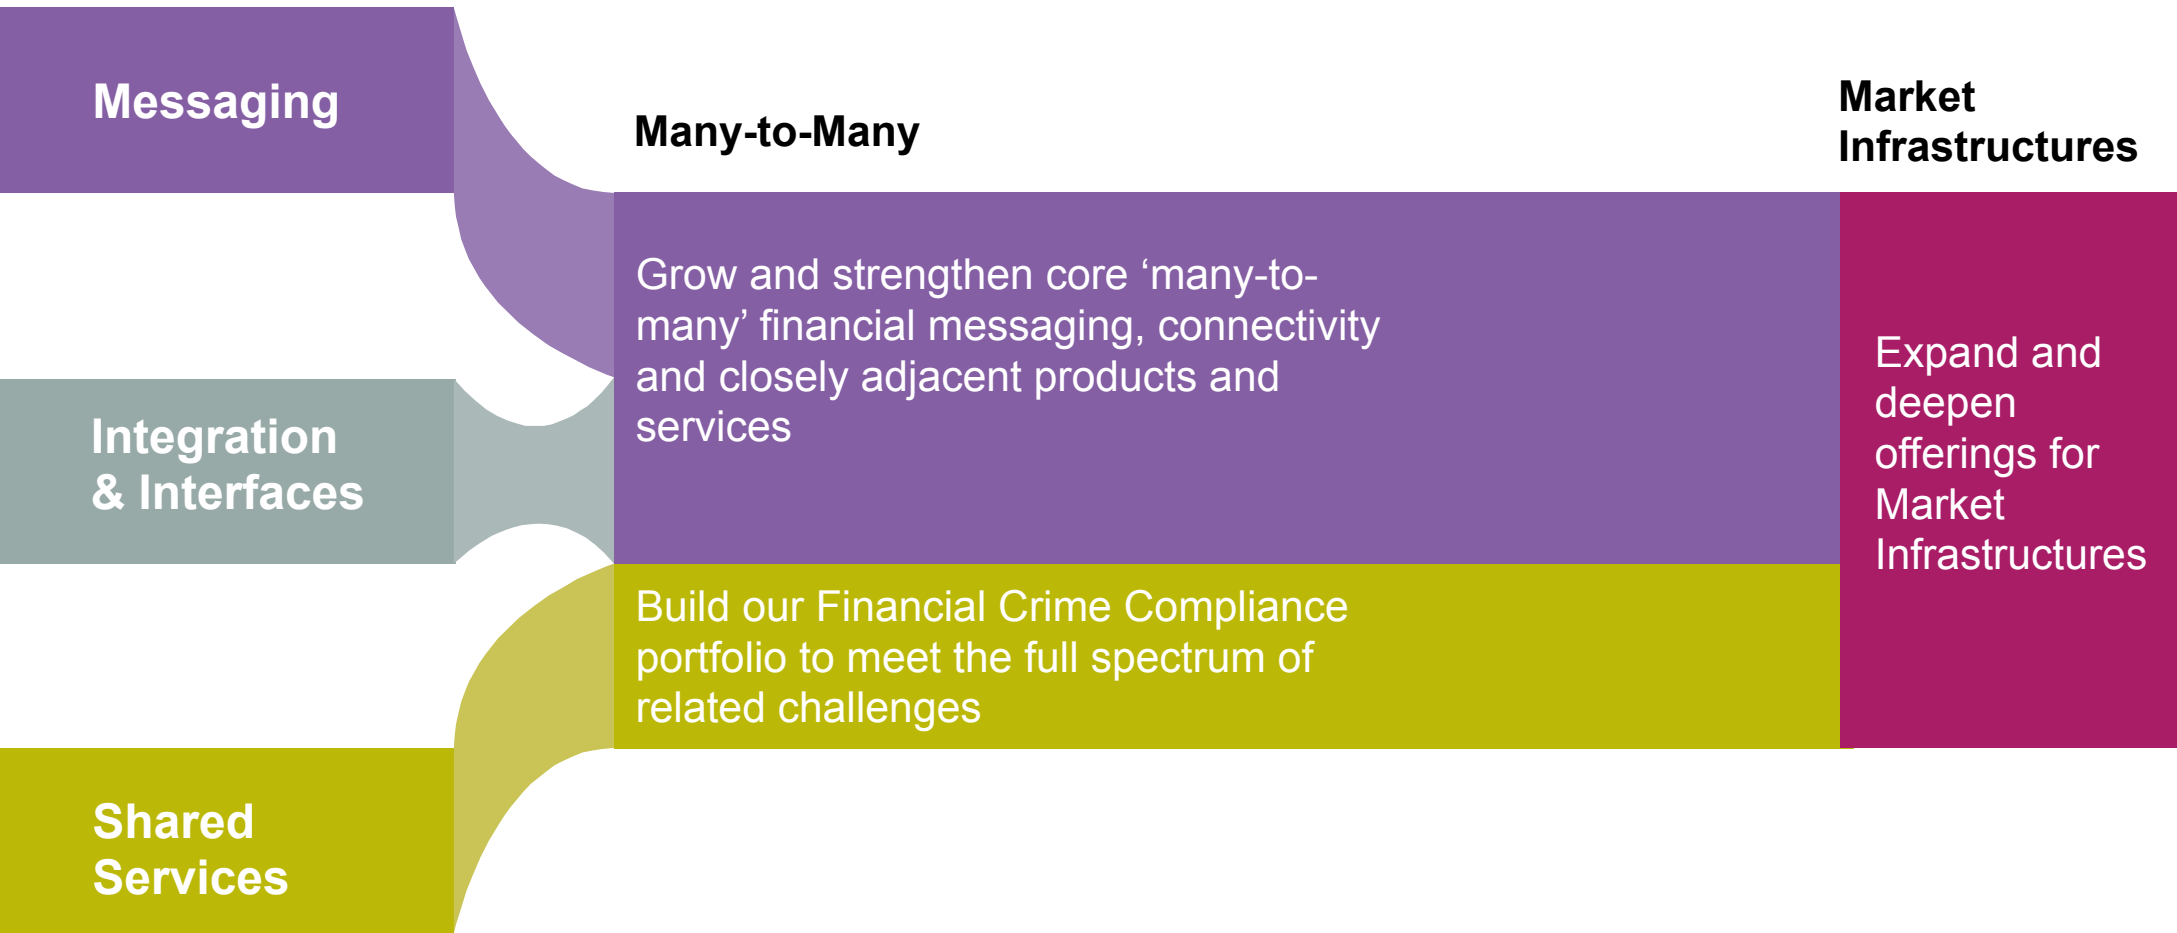 Messaging
Many-to-Many
Market
Infrastructures
Integration
& Interfaces
Grow and strengthen core ‘many-to-
many’ financial messaging, connectivity
and closely adjacent products and
services
Expand and
deepen
offerings for
Market
Infrastructures
Build our Financial Crime Compliance
portfolio to meet the full spectrum of
related challenges
Shared
Services